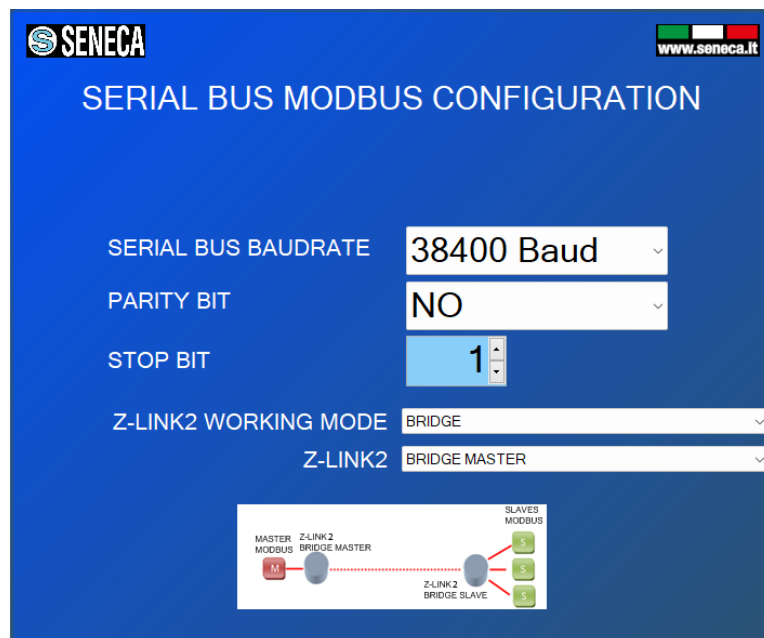 SENECA
www.seneca.it
SERIAL BUS MODBUS CONFIGURATION
SERIAL BUS BAUDRATE 38400 Baud
PARITY BIT NO
STOP BIT 1
Z-LINK2 WORKING MODE BRIDGE
Z-LINK2 BRIDGE MASTER
SLAVES
MODBUS
MASTER Z-LINK2
MODBUS BRIDGE MASTER
S
M
S
Z-LINK2
BRIDGE SLAVE
S